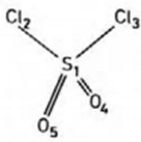 Cl₂ Cl₃
S₁
O₄
O₅